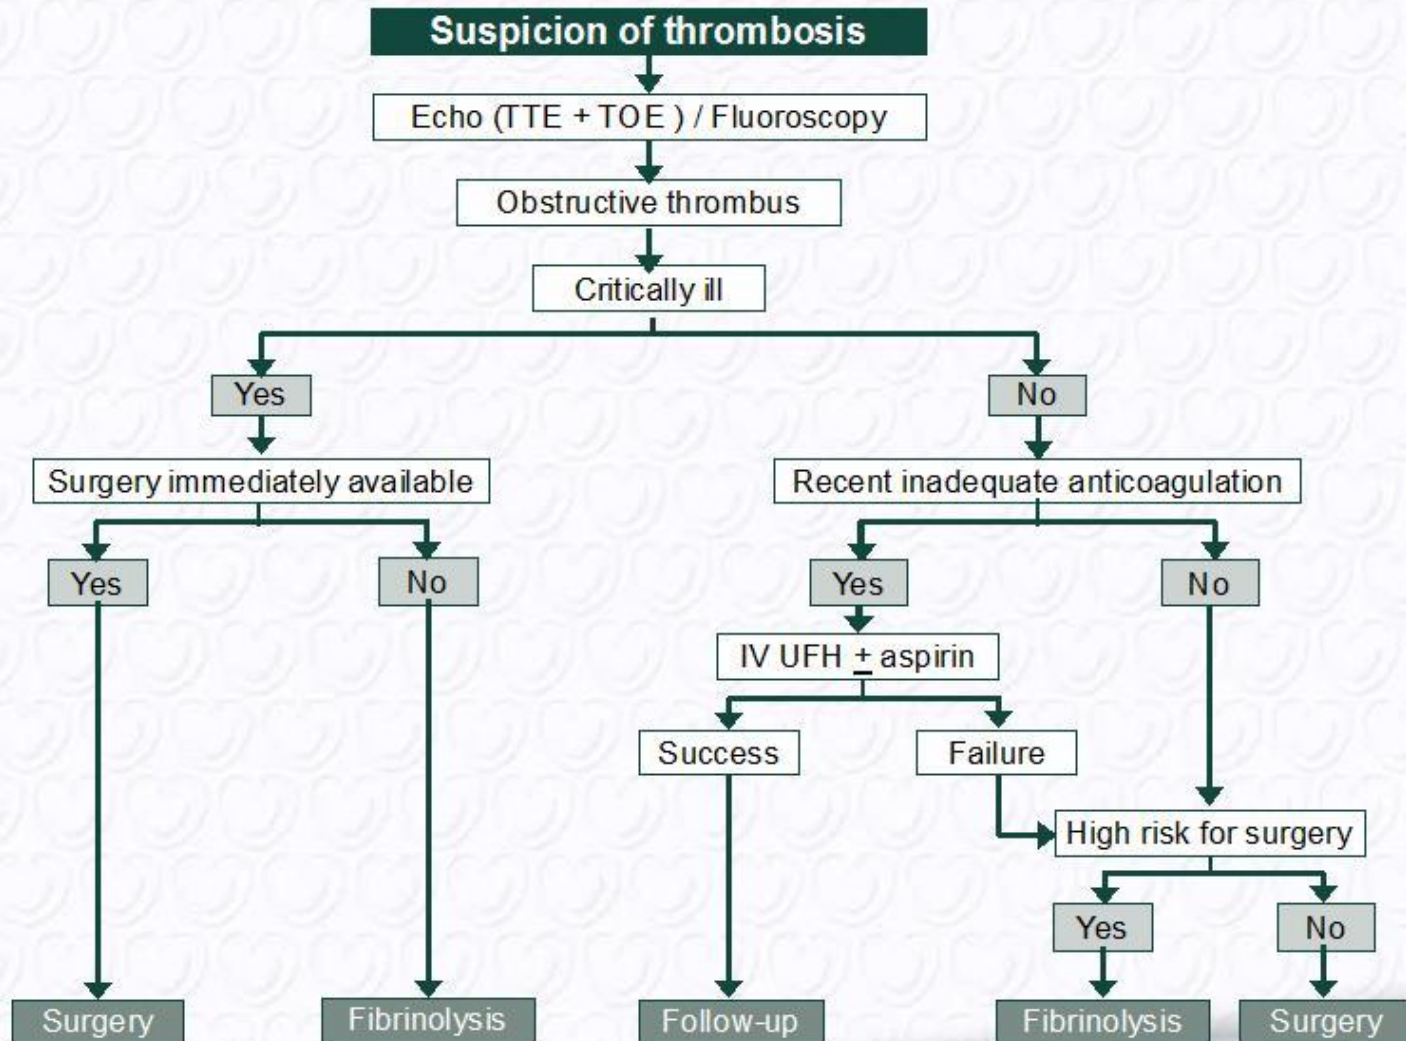 Suspicion of thrombosis
Echo (TTE + TOE ) / Fluoroscopy
Obstructive thrombus
Critically ill
Yes
No
Surgery immediately available
Recent inadequate anticoagulation
Yes
No
Yes
No
IV UFH ± aspirin
Success
Failure
High risk for surgery
Yes
No
Surgery
Fibrinolysis
Follow-up
Fibrinolysis
Surgery